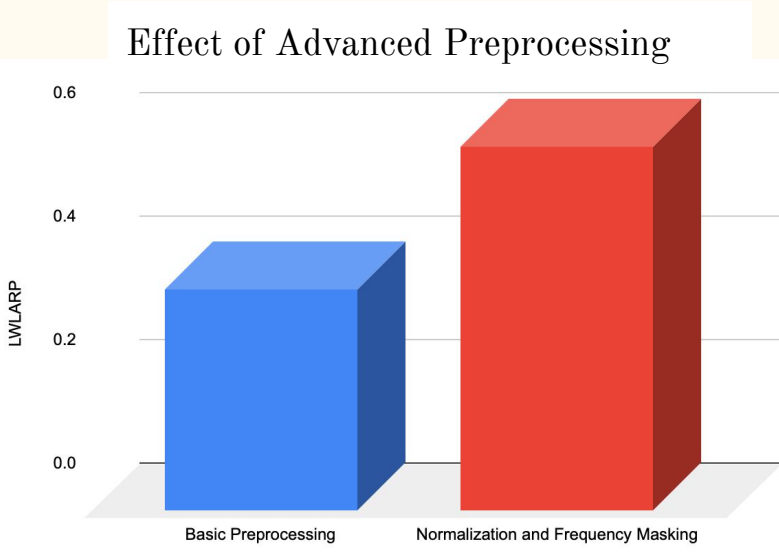 Effect of Advanced Preprocessing
0.6
0.4
0.2
0.0
LWLARP
Basic Preprocessing
Normalization and Frequency Masking